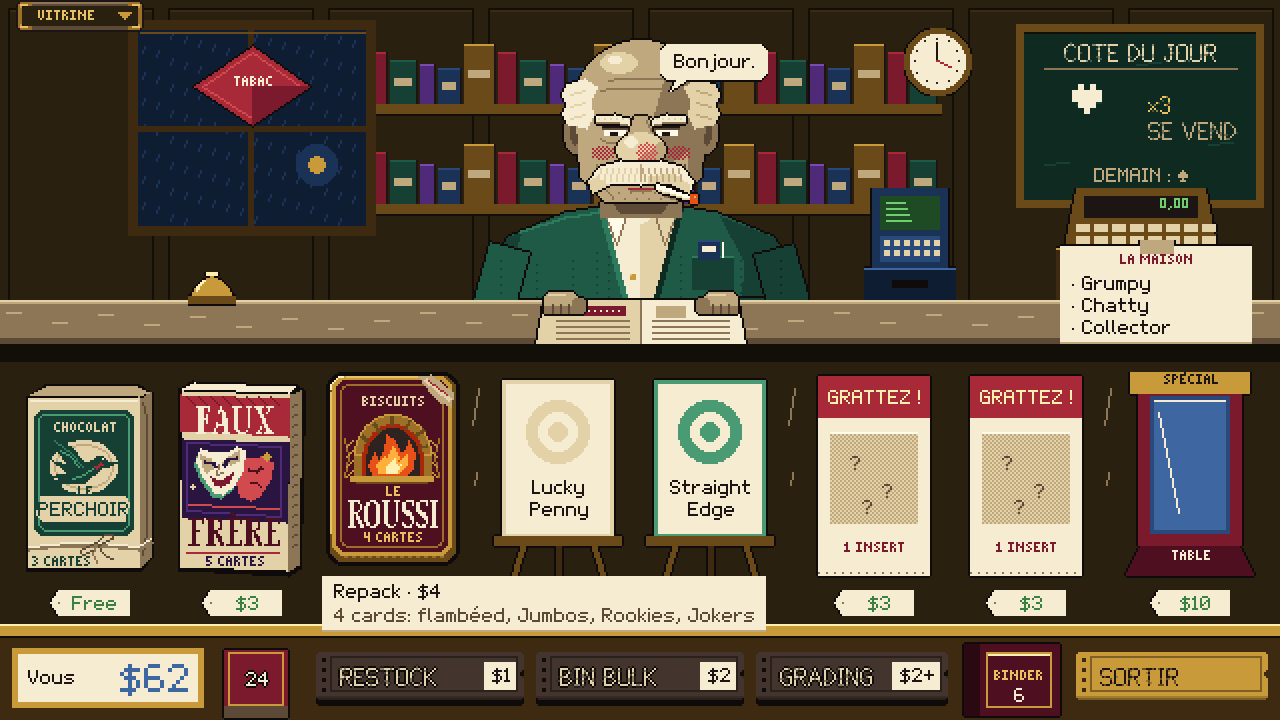 VITRINE
TABAC
Bonjour.
COTE DU JOUR
x3
SE VEND
DEMAIN : ♠
0,00
LA MAISON
· Grumpy
· Chatty
· Collector
CHOCOLAT
LE
PERCHOIR
3 CARTES
FAUX
FRÈRE
5 CARTES
BISCUITS
LE
ROUSSI
4 CARTES
Lucky
Penny
Straight
Edge
GRATTEZ !
?
?
?
1 INSERT
GRATTEZ !
?
?
?
1 INSERT
SPÉCIAL
TABLE
Free
$3
Repack · $4
4 cards: flambéed, Jumbos, Rookies, Jokers
$3
$3
$10
Vous
$62
24
RESTOCK
$1
BIN BULK
$2
GRADING
$2+
BINDER
6
SORTIR